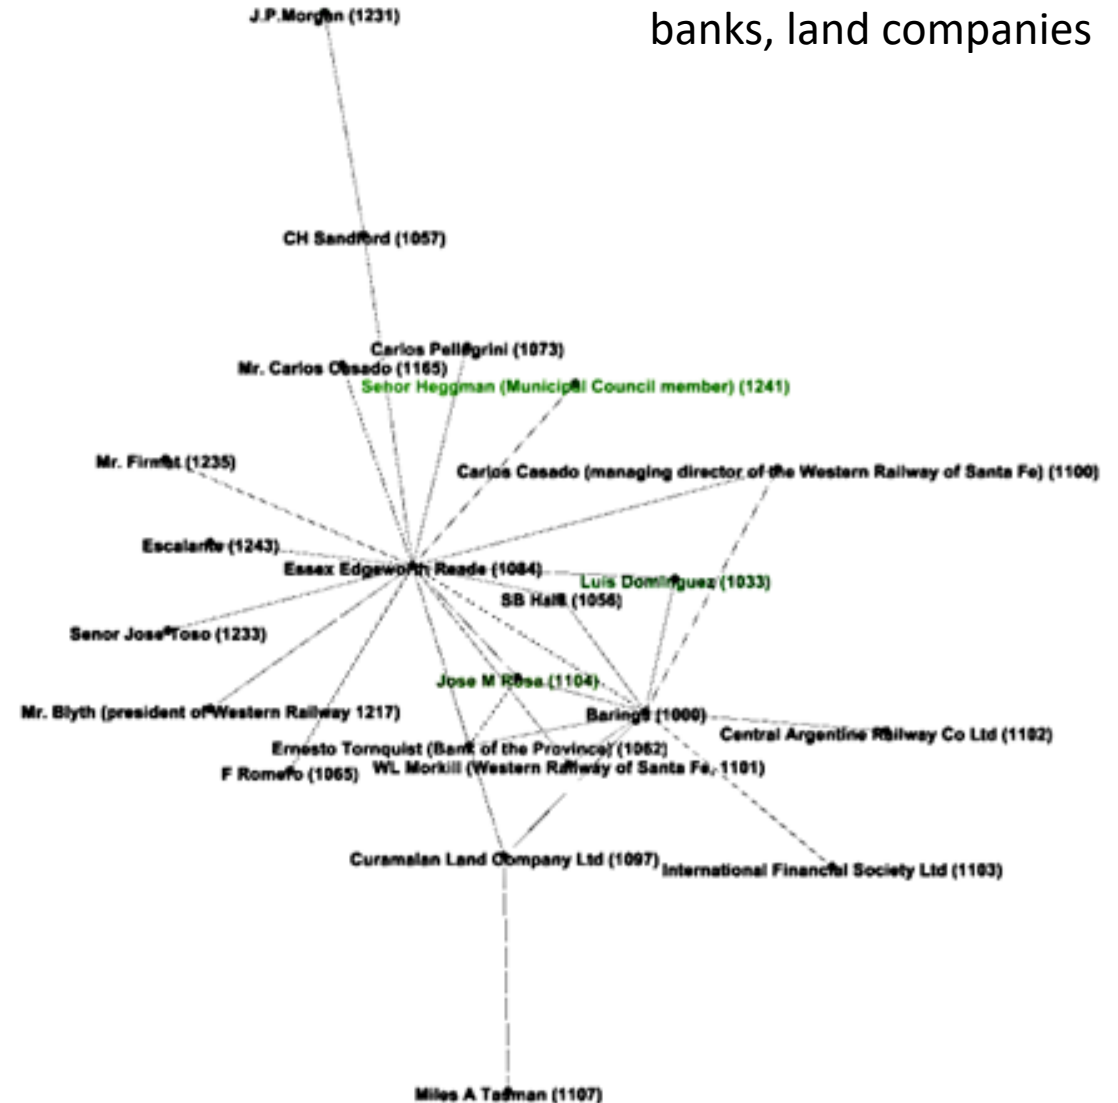 J.P.Morgan (1231)
banks, land companies
CH Sandford (1057)
Carlos Pellegrini (1073)
Mr. Carlos Casado (1165)
Senor Heggman (Municipal Council member) (1241)
Mr. Firmat (1235)
Carlos Casado (managing director of the Western Railway of Santa Fe) (1100)
Escalante (1243)
Essex Edgeworth Reade (1084)
Luis Dominguez (1033)
SB Hale (1056)
Senor Jose Toso (1233)
Jose M Rosa (1104)
Mr. Blyth (president of Western Railway 1217)
Barings (1000)
Central Argentine Railway Co Ltd (1102)
Ernesto Tornquist (Bank of the Province) (1062)
WL Morkill (Western Railway of Santa Fe, 1101)
F Romero (1065)
Curamalan Land Company Ltd (1097)
International Financial Society Ltd (1103)
Miles A (1107)